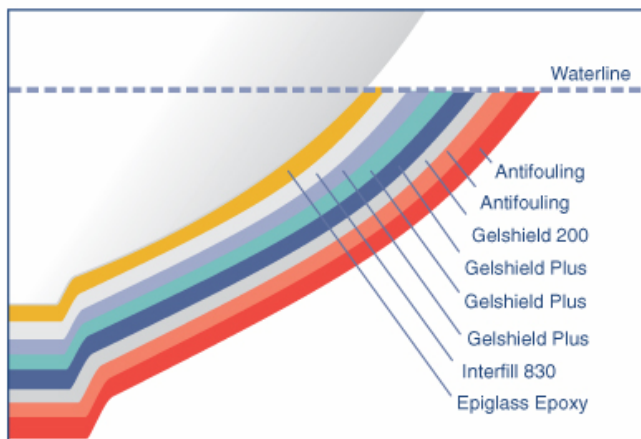 Waterline
Antifouling
Antifouling
Gelshield 200
Gelshield Plus
Gelshield Plus
Gelshield Plus
Interfill 830
Epiglass Epoxy